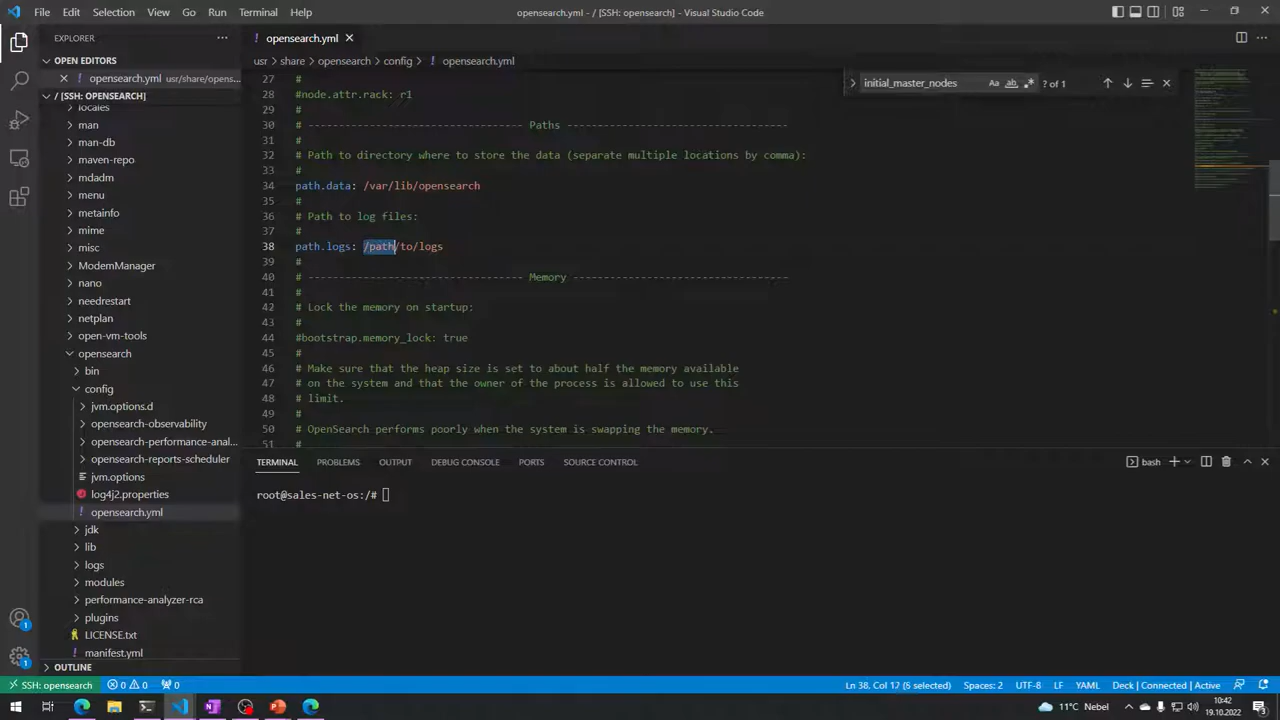 File Edit Selection View Go Run Terminal Help
opensearch.yml - / [SSH: opensearch] - Visual Studio Code
EXPLORER
OPEN EDITORS
opensearch.yml usr/share/opens...
/ [SSH: OPENSEARCH]
locales
man
man-db
maven-repo
mdadm
menu
metainfo
mime
misc
ModemManager
nano
needrestart
netplan
open-vm-tools
opensearch
bin
config
jvm.options.d
opensearch-observability
opensearch-performance-anal...
opensearch-reports-scheduler
jvm.options
log4j2.properties
opensearch.yml
jdk
lib
logs
modules
performance-analyzer-rca
plugins
LICENSE.txt
manifest.yml
OUTLINE
opensearch.yml
usr > share > opensearch > config > ! opensearch.yml
initial_master_nodes Aa ab .* ? of 1
27 #
28 #node.attr.rack: r1
29 #
30 # ----------------------------------- Paths ------------------------------------
31 #
32 # Path to directory where to store the data (separate multiple locations by comma):
33 #
34 path.data: /var/lib/opensearch
35 #
36 # Path to log files:
37 #
38 path.logs: /path/to/logs
39 #
40 # ----------------------------------- Memory -----------------------------------
41 #
42 # Lock the memory on startup:
43 #
44 #bootstrap.memory_lock: true
45 #
46 # Make sure that the heap size is set to about half the memory available
47 # on the system and that the owner of the process is allowed to use this
48 # limit.
49 #
50 # OpenSearch performs poorly when the system is swapping the memory.
51 #
TERMINAL PROBLEMS OUTPUT DEBUG CONSOLE PORTS SOURCE CONTROL
bash
root@sales-net-os:/#
SSH: opensearch 0 0 0
Ln 38, Col 17 (5 selected) Spaces: 2 UTF-8 LF YAML Deck | Connected | Active
11°C Nebel
10:42
19.10.2022